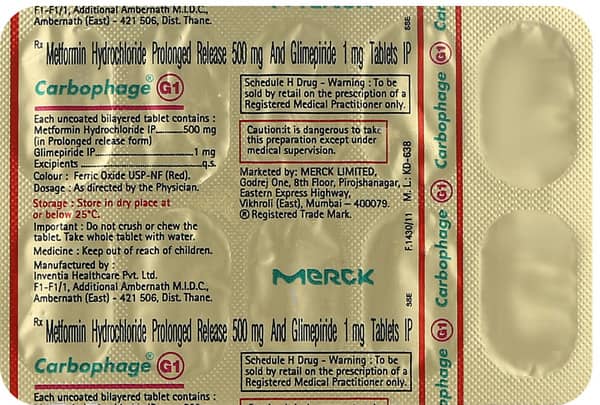 F1-F1/1, Additional Ambernath M.I.D.C.,
Ambernath (East) - 421 506, Dist. Thane.
Rx Metformin Hydrochloride Prolonged Release 500 mg And Glimepiride 1 mg Tablets IP
Carbophage® G1
Each uncoated bilayered tablet contains :
Metformin Hydrochloride IP.........500 mg
(in Prolonged release form)
Glimepiride IP.........1 mg
Excipients.........q.s.
Colour : Ferric Oxide USP-NF (Red).
Dosage : As directed by the Physician.
Storage : Store in dry place at
or below 25°C.
Important : Do not crush or chew the
tablet. Take whole tablet with water.
Medicine : Keep out of reach of children.
Manufactured by :
Inventia Healthcare Pvt. Ltd.
F1-F1/1, Additional Ambernath M.I.D.C.,
Ambernath (East) - 421 506, Dist. Thane.
Schedule H Drug - Warning : To be
sold by retail on the prescription of a
Registered Medical Practitioner only.
Caution:it is dangerous to take
this preparation except under
medical supervision.
Marketed by: MERCK LIMITED,
Godrej One, 8th Floor, Pirojshanagar,
Eastern Express Highway,
Vikhroli (East), Mumbai – 400079.
® Registered Trade Mark.
MERCK
SSE
F.1430/11 M. L. KD-638
SSE
Rx Metformin Hydrochloride Prolonged Release 500 mg And Glimepiride 1 mg Tablets IP
Carbophage® G1
Schedule H Drug - Warning : To be
sold by retail on the prescription of a
Registered Medical Practitioner only.
Each uncoated bilayered tablet contains :
Carbophage G1 Carbophage G1 Carbophage G1